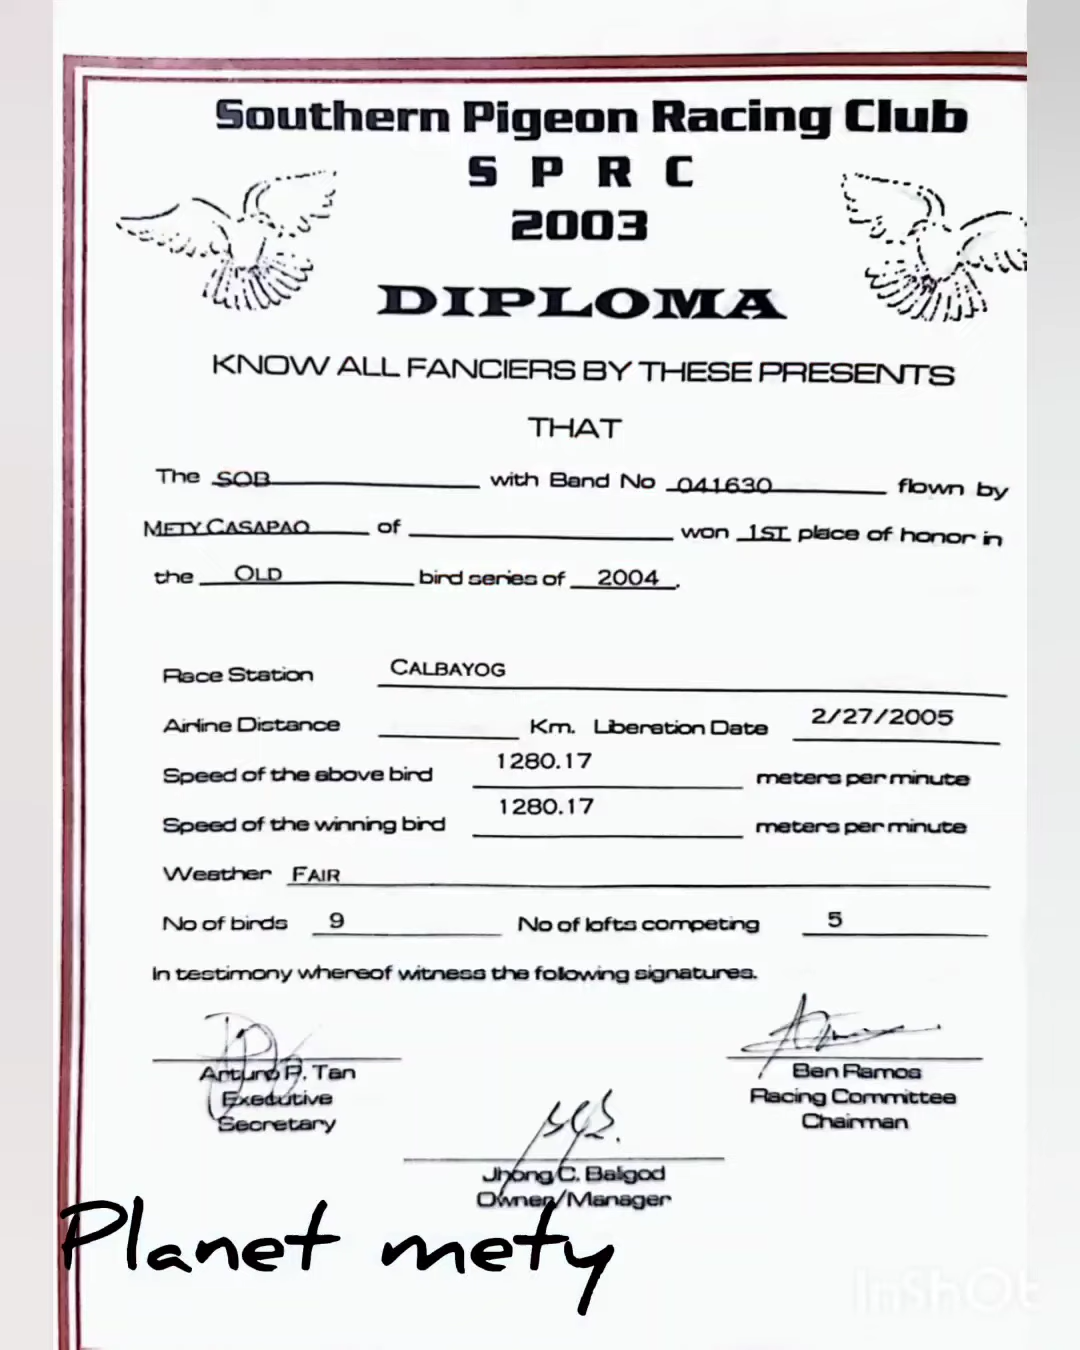 Southern Pigeon Racing Club
S P R C
2003
DIPLOMA
KNOW ALL FANCIERS BY THESE PRESENTS
THAT
The SOB with Band No 041630 flown by
METY CASAPAO of won 1ST place of honor in
the OLD bird series of 2004.
Race Station CALBAYOG
Airline Distance Km. Liberation Date 2/27/2005
Speed of the above bird 1280.17 meters per minute
Speed of the winning bird 1280.17 meters per minute
Weather FAIR
No of birds 9 No of lofts competing 5
In testimony whereof witness the following signatures.
Arturo P. Tan
Executive
Secretary
Ben Ramos
Racing Committee
Chairman
Jhong C. Baligod
Owner/Manager
Planet mety
InShOt